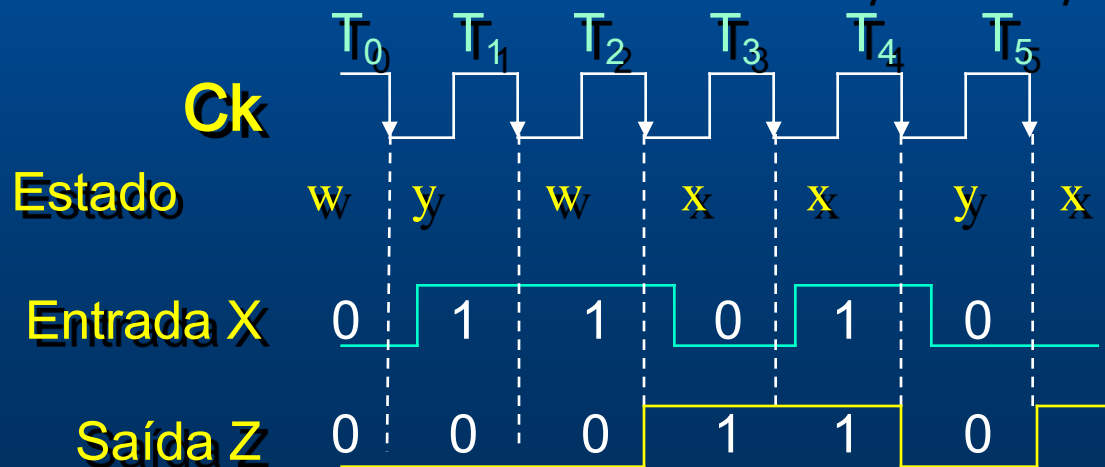 T0 T1 T2 T3 T4 T5
Ck
Estado w y w x x y x
Entrada X 0 1 1 0 1 0
Saída Z 0 0 0 1 1 0